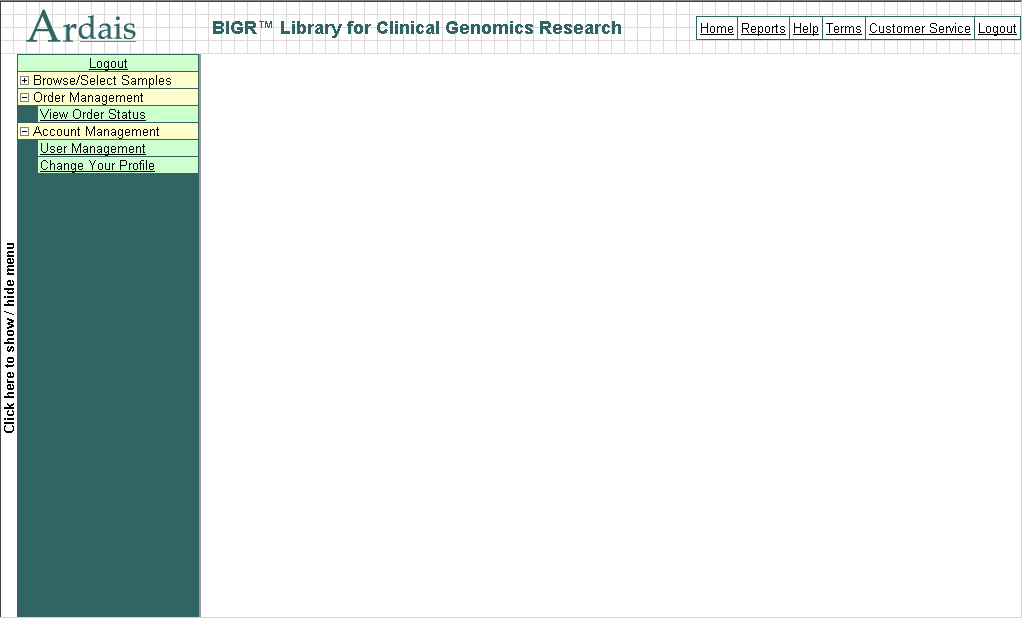 Ardais
BIGR™ Library for Clinical Genomics Research
Home Reports Help Terms Customer Service Logout
Logout
Browse/Select Samples
Order Management
View Order Status
Account Management
User Management
Change Your Profile
Click here to show / hide menu